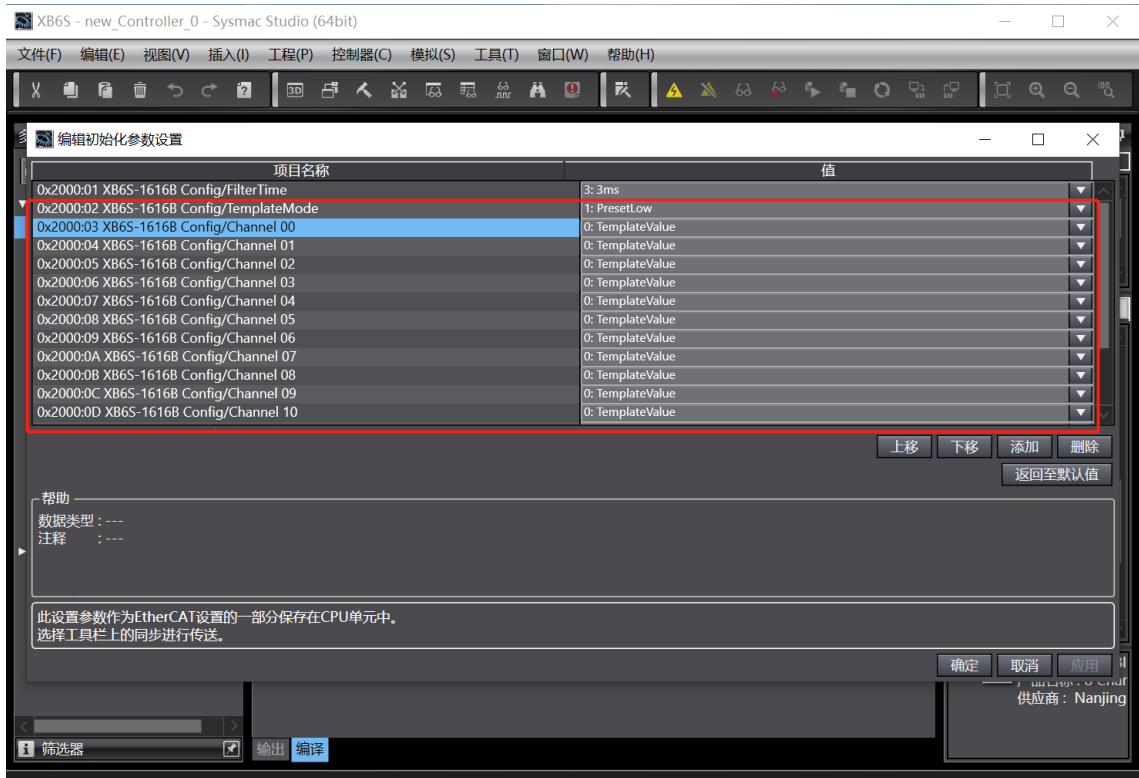 XB6S - new_Controller_0 - Sysmac Studio (64bit)
文件(F) 编辑(E) 视图(V) 插入(I) 工程(P) 控制器(C) 模拟(S) 工具(T) 窗口(W) 帮助(H)
3D
编辑初始化参数设置
项目名称 值
0x2000:01 XB6S-1616B Config/FilterTime 3: 3ms
0x2000:02 XB6S-1616B Config/TemplateMode 1: PresetLow
0x2000:03 XB6S-1616B Config/Channel 00 0: TemplateValue
0x2000:04 XB6S-1616B Config/Channel 01 0: TemplateValue
0x2000:05 XB6S-1616B Config/Channel 02 0: TemplateValue
0x2000:06 XB6S-1616B Config/Channel 03 0: TemplateValue
0x2000:07 XB6S-1616B Config/Channel 04 0: TemplateValue
0x2000:08 XB6S-1616B Config/Channel 05 0: TemplateValue
0x2000:09 XB6S-1616B Config/Channel 06 0: TemplateValue
0x2000:0A XB6S-1616B Config/Channel 07 0: TemplateValue
0x2000:0B XB6S-1616B Config/Channel 08 0: TemplateValue
0x2000:0C XB6S-1616B Config/Channel 09 0: TemplateValue
0x2000:0D XB6S-1616B Config/Channel 10 0: TemplateValue
上移 下移 添加 删除
返回至默认值
帮助
数据类型 : ---
注释 : ---
此设置参数作为EtherCAT设置的一部分保存在CPU单元中。
选择工具栏上的同步进行传送。
确定 取消 应用
供应商 : Nanjing
筛选器
输出 编译